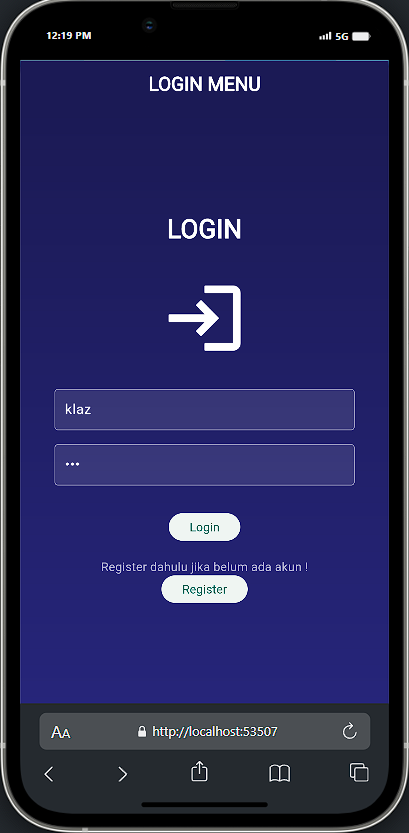 12:19 PM
5G
LOGIN MENU
LOGIN
klaz
•••
Login
Register dahulu jika belum ada akun !
Register
AA
http://localhost:53507